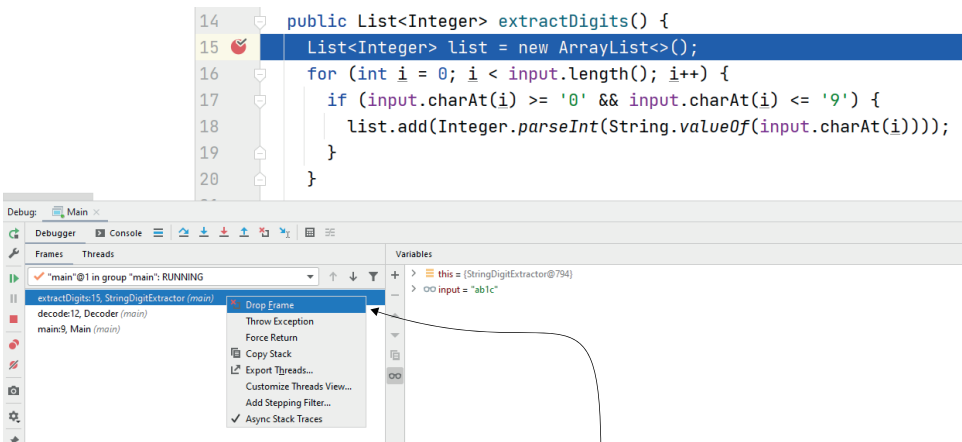 14 public List<Integer> extractDigits() {
15 List<Integer> list = new ArrayList<>();
16 for (int i = 0; i < input.length(); i++) {
17 if (input.charAt(i) >= '0' && input.charAt(i) <= '9') {
18 list.add(Integer.parseInt(String.valueOf(input.charAt(i))));
19 }
20 }
Debug: Main
Debugger Console
Frames Threads
Variables
"main"@1 in group "main": RUNNING
extractDigits:15, StringDigitExtractor (main)
decode:12, Decoder (main)
main:9, Main (main)
Drop Frame
Throw Exception
Force Return
Copy Stack
Export Threads...
Customize Threads View...
Add Stepping Filter...
Async Stack Traces
this = {StringDigitExtractor@794}
input = "ab1c"